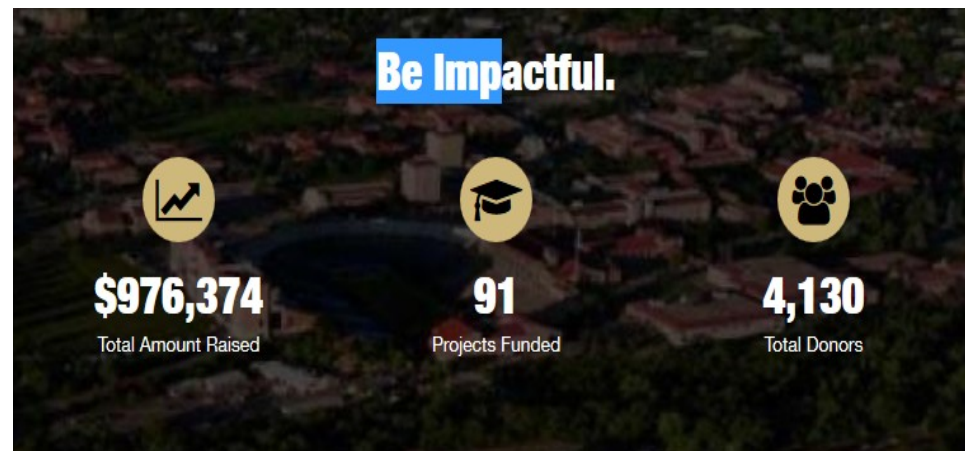 Be Impactful.
$976,374
91
4,130
Total Amount Raised
Projects Funded
Total Donors